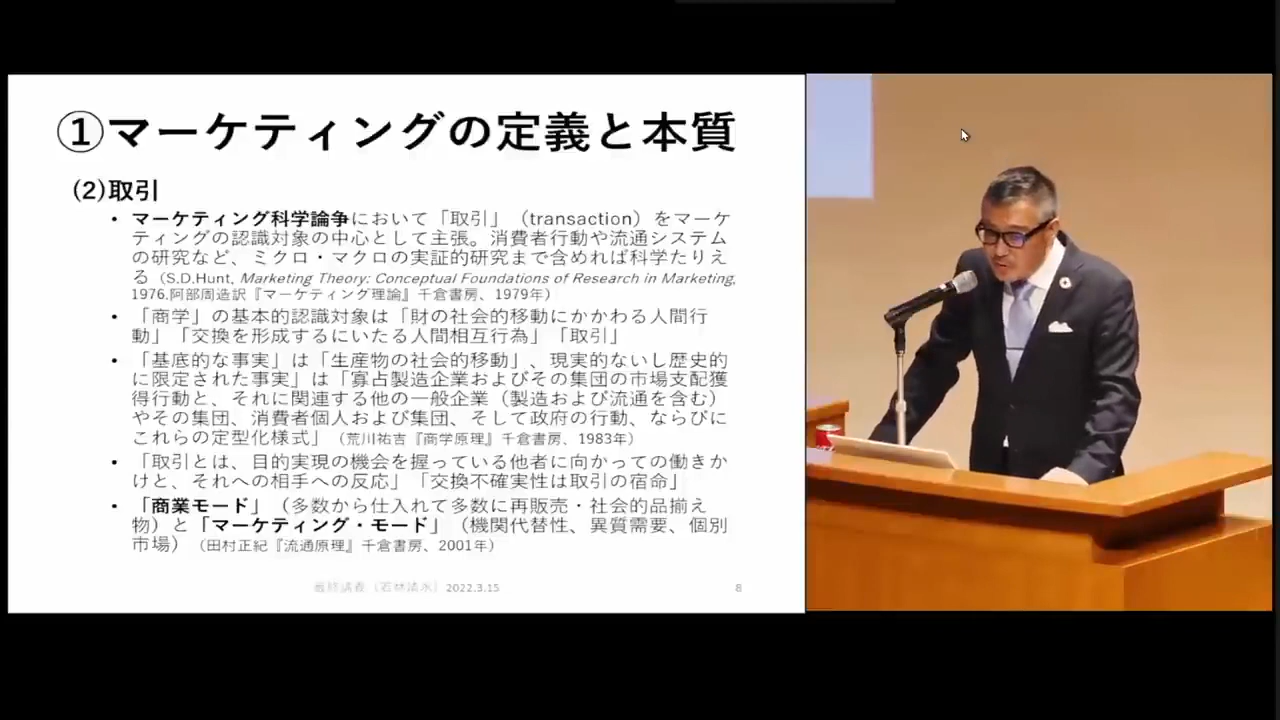 ①マーケティングの定義と本質
(2)取引
• マーケティング科学論争において「取引」（transaction）をマーケ
ティングの認識対象の中心として主張。消費者行動や流通システム
の研究など、ミクロ・マクロの実証的研究まで含めれば科学たりえ
る（S.D.Hunt, Marketing Theory: Conceptual Foundations of Research in Marketing,
1976.阿部周造訳『マーケティング理論』千倉書房、1979年）
• 「商学」の基本的認識対象は「財の社会的移動にかかわる人間行
動」「交換を形成するにいたる人間相互行為」「取引」
• 「基底的な事実」は「生産物の社会的移動」、現実的ないし歴史的
に限定された事実」は「寡占製造企業およびその集団の市場支配獲
得行動と、それに関連する他の一般企業（製造および流通を含む）
やその集団、消費者個人および集団、そして政府の行動、ならびに
これらの定型化様式」（荒川祐吉『商学原理』千倉書房、1983年）
• 「取引とは、目的実現の機会を握っている他者に向かっての働きか
けと、それへの相手への反応」「交換不確実性は取引の宿命」
• 「商業モード」（多数から仕入れて多数に再販売・社会的品揃え
物）と「マーケティング・モード」（機関代替性、異質需要、個別
市場）（田村正紀『流通原理』千倉書房、2001年）
最終講義（若林靖永）2022.3.15
8